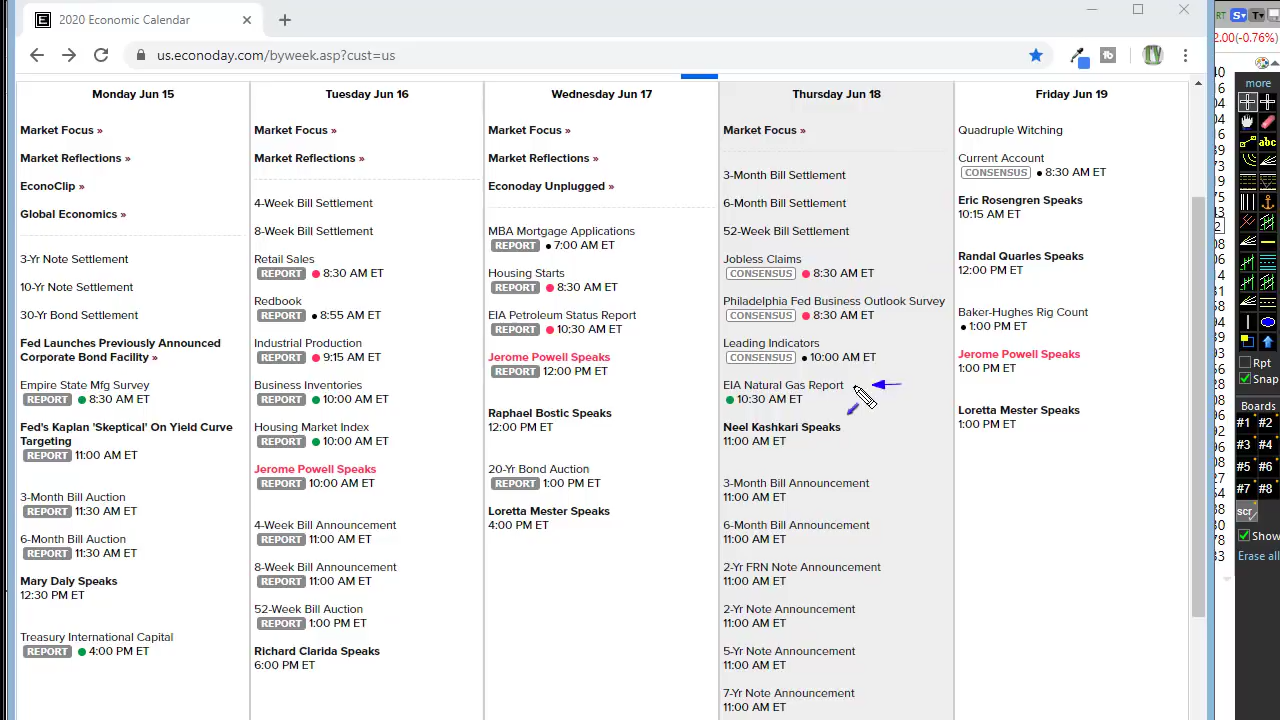 2020 Economic Calendar
us.econoday.com/byweek.asp?cust=us
Monday Jun 15
Market Focus »
Market Reflections »
EconoClip »
Global Economics »
3-Yr Note Settlement
10-Yr Note Settlement
30-Yr Bond Settlement
Fed Launches Previously Announced
Corporate Bond Facility »
Empire State Mfg Survey
REPORT 8:30 AM ET
Fed's Kaplan 'Skeptical' On Yield Curve
Targeting
REPORT 11:00 AM ET
3-Month Bill Auction
REPORT 11:30 AM ET
6-Month Bill Auction
REPORT 11:30 AM ET
Mary Daly Speaks
12:30 PM ET
Treasury International Capital
REPORT 4:00 PM ET
Tuesday Jun 16
Market Focus »
Market Reflections »
4-Week Bill Settlement
8-Week Bill Settlement
Retail Sales
REPORT 8:30 AM ET
Redbook
REPORT 8:55 AM ET
Industrial Production
REPORT 9:15 AM ET
Business Inventories
REPORT 10:00 AM ET
Housing Market Index
REPORT 10:00 AM ET
Jerome Powell Speaks
REPORT 10:00 AM ET
4-Week Bill Announcement
REPORT 11:00 AM ET
8-Week Bill Announcement
REPORT 11:00 AM ET
52-Week Bill Auction
REPORT 1:00 PM ET
Richard Clarida Speaks
6:00 PM ET
Wednesday Jun 17
Market Focus »
Market Reflections »
Econoday Unplugged »
MBA Mortgage Applications
REPORT 7:00 AM ET
Housing Starts
REPORT 8:30 AM ET
EIA Petroleum Status Report
REPORT 10:30 AM ET
Jerome Powell Speaks
REPORT 12:00 PM ET
Raphael Bostic Speaks
12:00 PM ET
20-Yr Bond Auction
REPORT 1:00 PM ET
Loretta Mester Speaks
4:00 PM ET
Thursday Jun 18
Market Focus »
3-Month Bill Settlement
6-Month Bill Settlement
52-Week Bill Settlement
Jobless Claims
CONSENSUS 8:30 AM ET
Philadelphia Fed Business Outlook Survey
CONSENSUS 8:30 AM ET
Leading Indicators
CONSENSUS 10:00 AM ET
EIA Natural Gas Report
10:30 AM ET
Neel Kashkari Speaks
11:00 AM ET
3-Month Bill Announcement
11:00 AM ET
6-Month Bill Announcement
11:00 AM ET
2-Yr FRN Note Announcement
11:00 AM ET
2-Yr Note Announcement
11:00 AM ET
5-Yr Note Announcement
11:00 AM ET
7-Yr Note Announcement
11:00 AM ET
Friday Jun 19
Quadruple Witching
Current Account
CONSENSUS 8:30 AM ET
Eric Rosengren Speaks
10:15 AM ET
Randal Quarles Speaks
12:00 PM ET
Baker-Hughes Rig Count
1:00 PM ET
Jerome Powell Speaks
1:00 PM ET
Loretta Mester Speaks
1:00 PM ET
RT S T
2.00(-0.76%)
more
abc
Rpt
Snap
Boards
#1 #2
#3 #4
#5 #6
#7 #8
scr
Show
Erase all